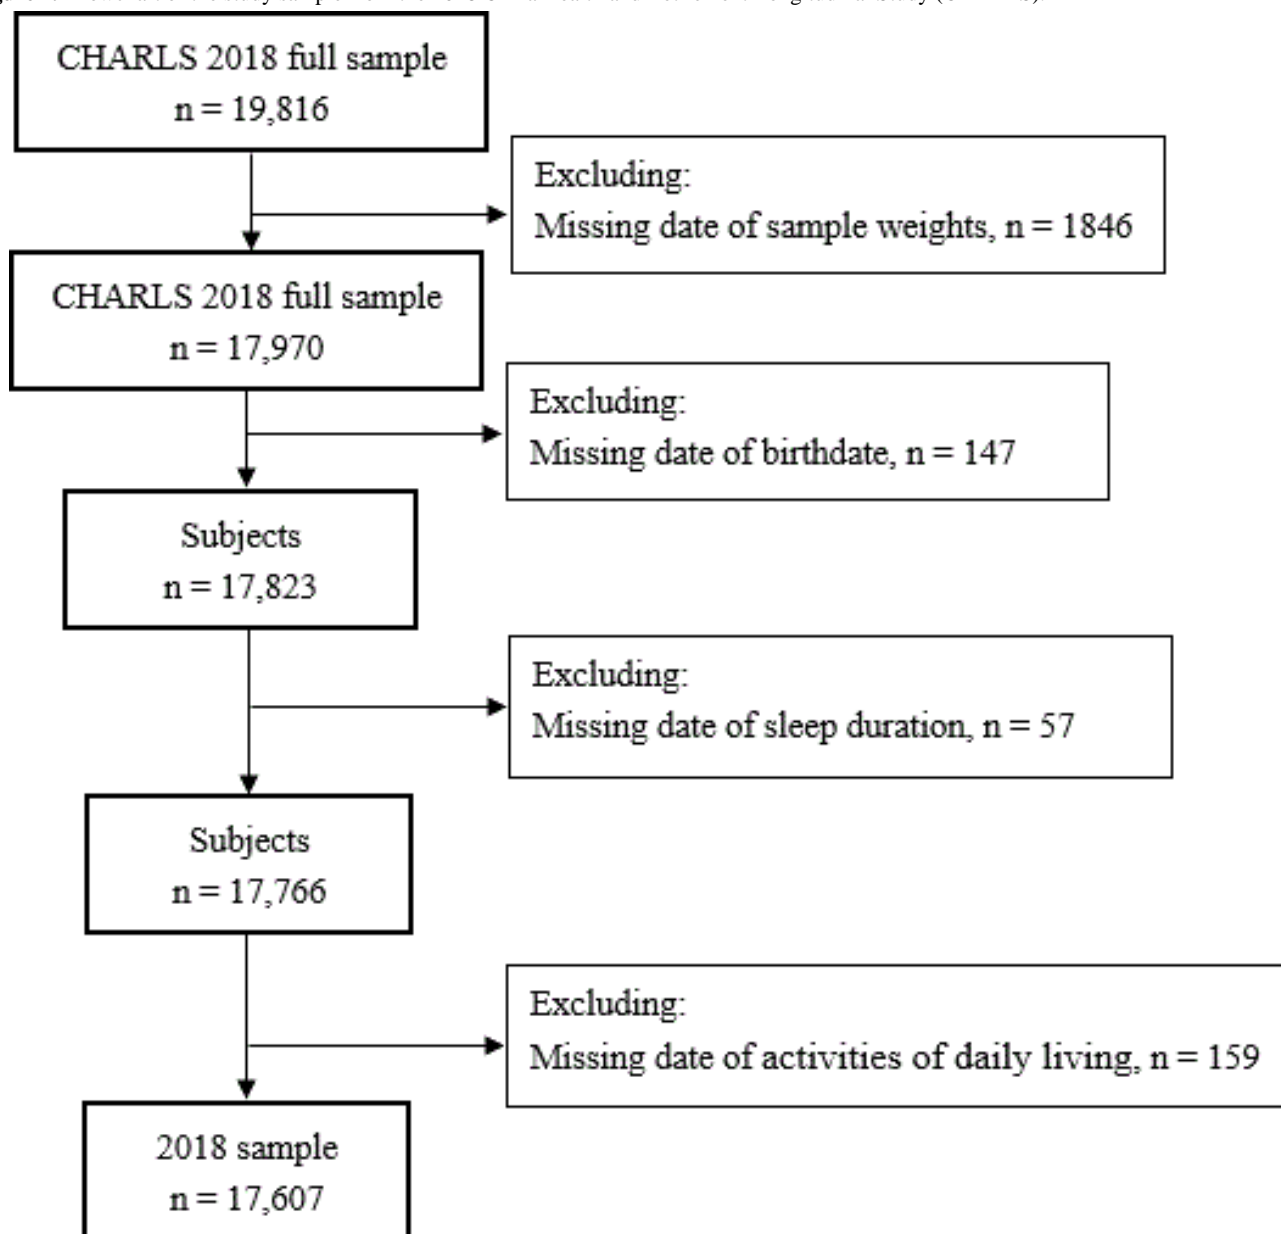 CHARLS 2018 full sample
n = 19,816
Excluding:
Missing date of sample weights, n = 1846
CHARLS 2018 full sample
n = 17,970
Excluding:
Missing date of birthdate, n = 147
Subjects
n = 17,823
Excluding:
Missing date of sleep duration, n = 57
Subjects
n = 17,766
Excluding:
Missing date of activities of daily living, n = 159
2018 sample
n = 17,607